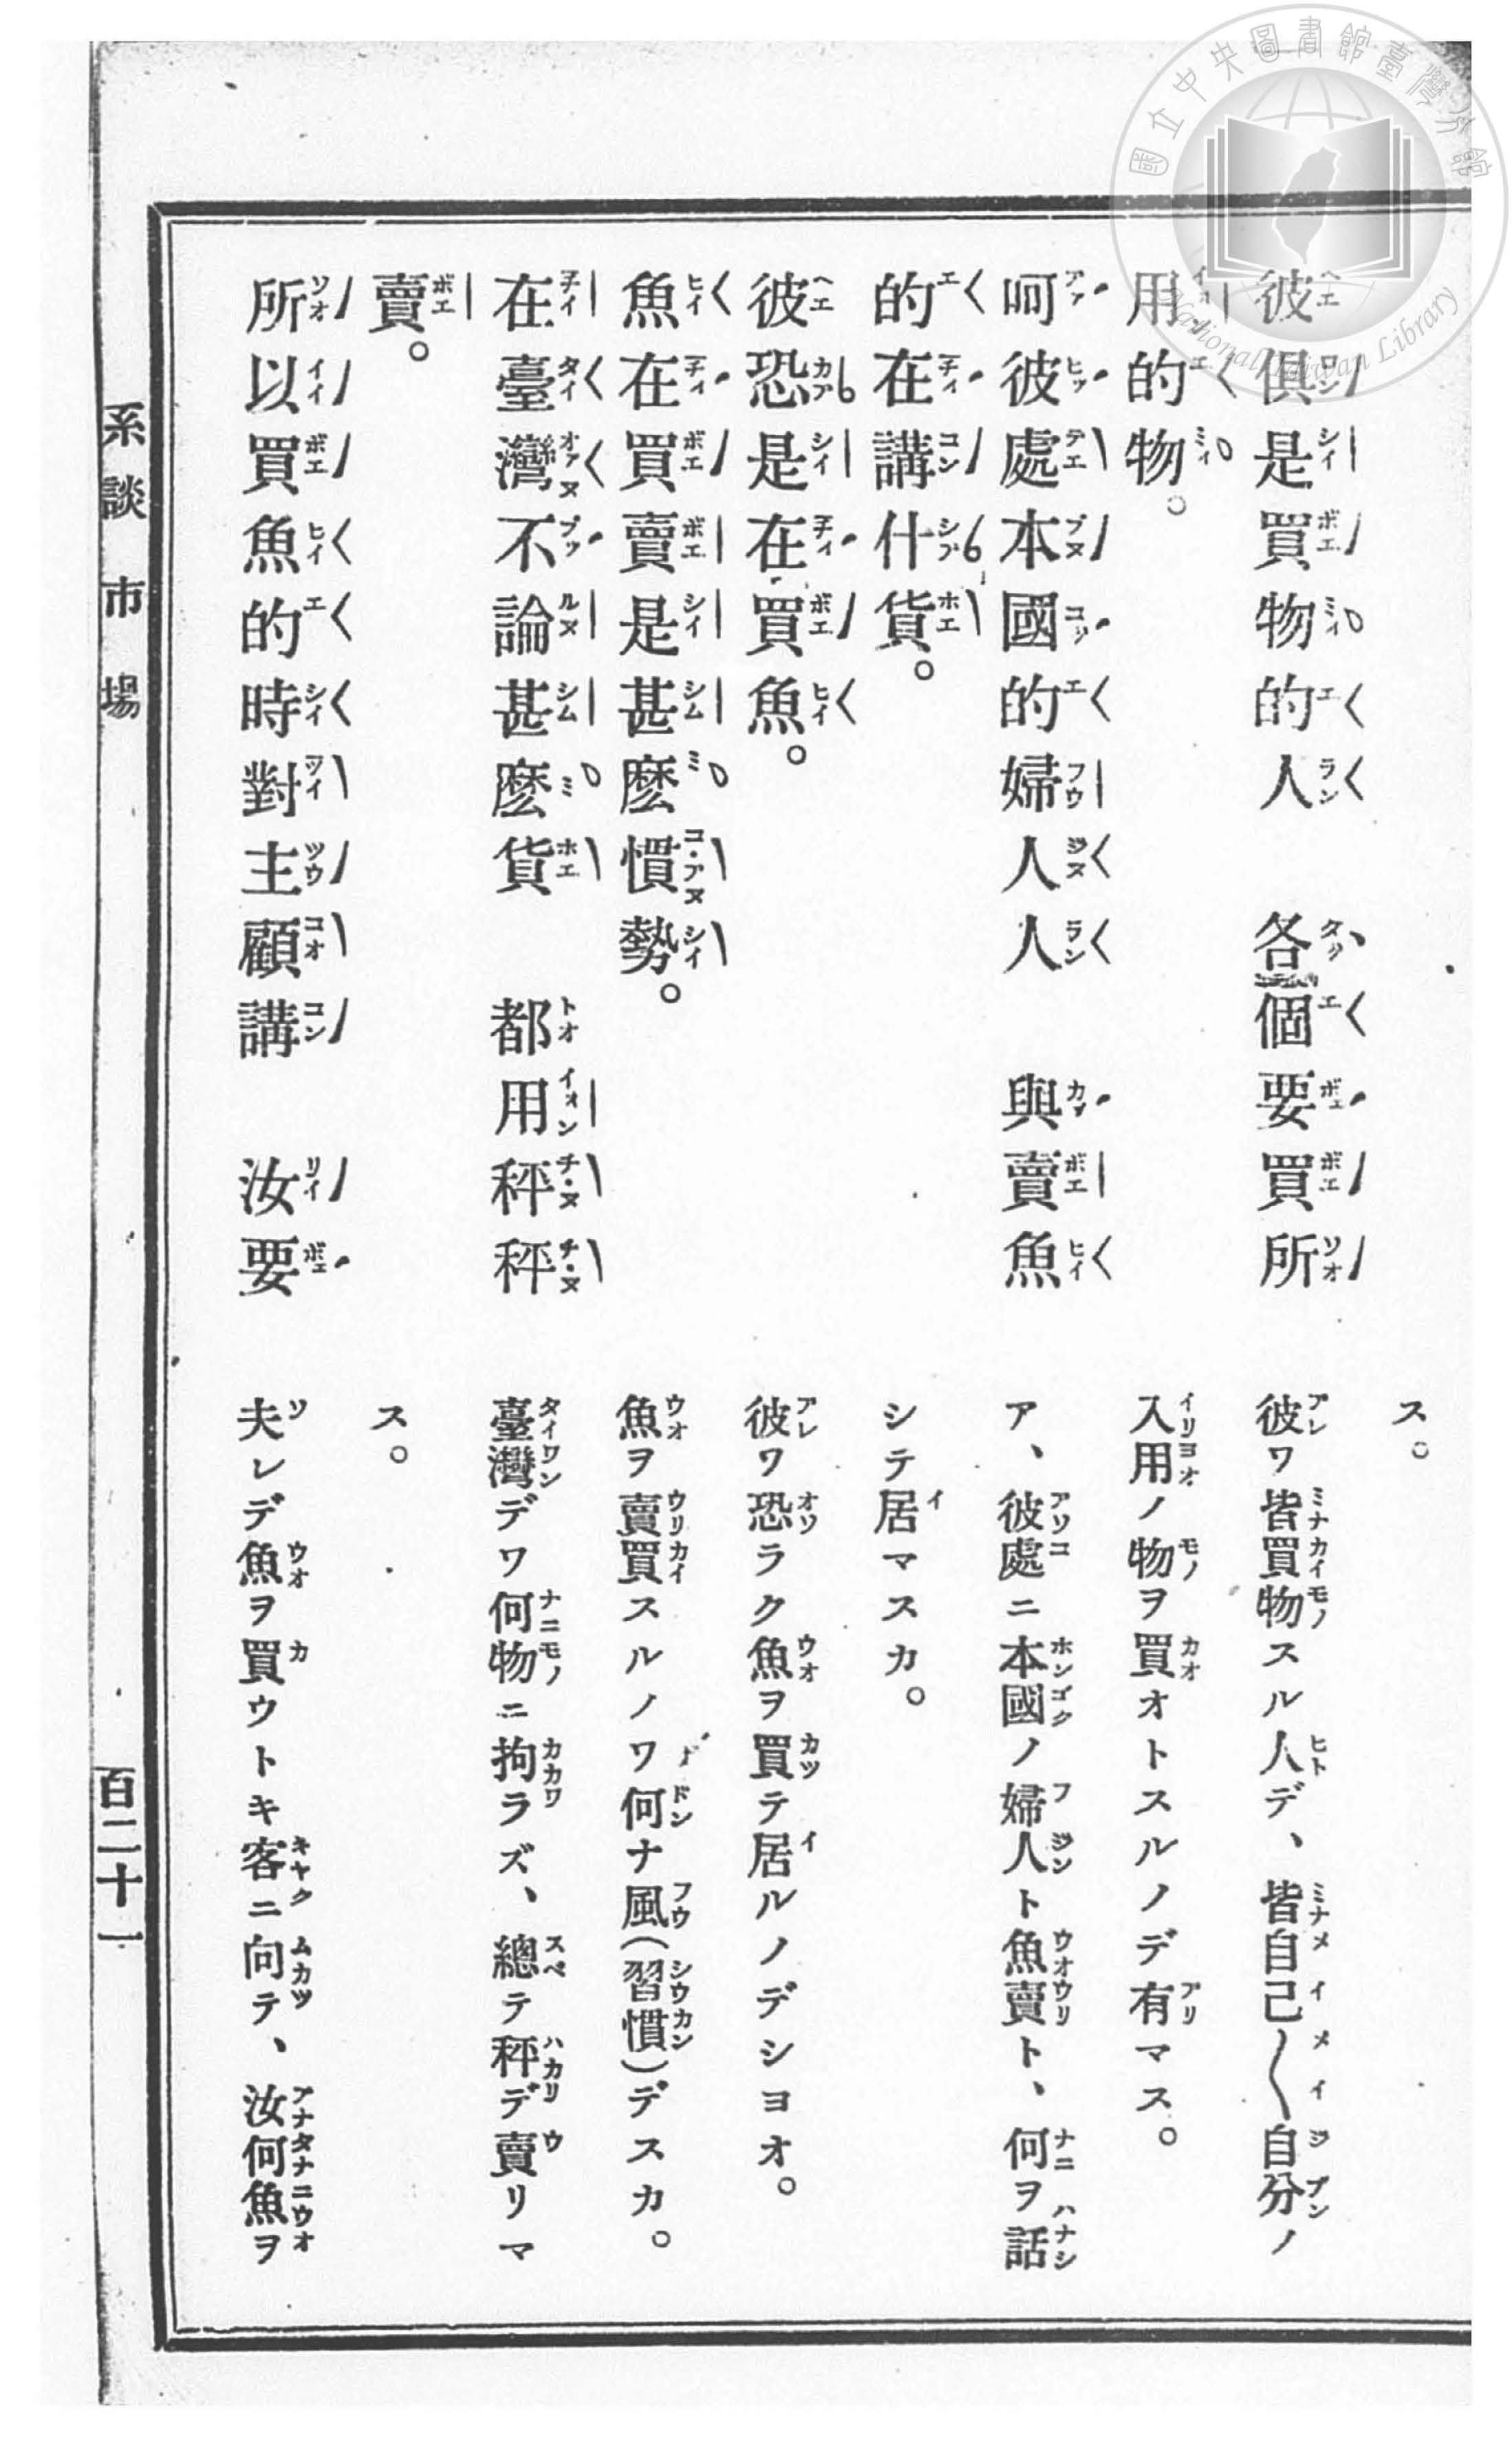 ス。
彼俱是買物的人 各個要買所
彼ワ皆買物スル人デ、皆自己〱自分ノ
用的物。
入用ノ物ヲ買オトスルノデ有マス。
呵彼處本國的婦人人 與賣魚
ア、彼處ニ本國ノ婦人ト魚賣ト、何ヲ話
的在講什貨。
シテ居マスカ。
彼恐是在買魚。
彼ワ恐ラク魚ヲ買テ居ルノデシヨオ。
魚在買賣是甚麽慣勢。
魚ヲ賣買スルノワ何ナ風(習慣)デスカ。
在臺灣不論甚麽貨 都用秤秤
臺灣デワ何物ニ拘ラズ、總テ秤デ賣リマ
賣。
ス。
所以買魚的時對主顧講 汝要
夫レデ魚ヲ買ウトキ客ニ向テ、汝何魚ヲ
系談市場
百二十一
國立中央圖書館臺灣分館
National Taiwan Library